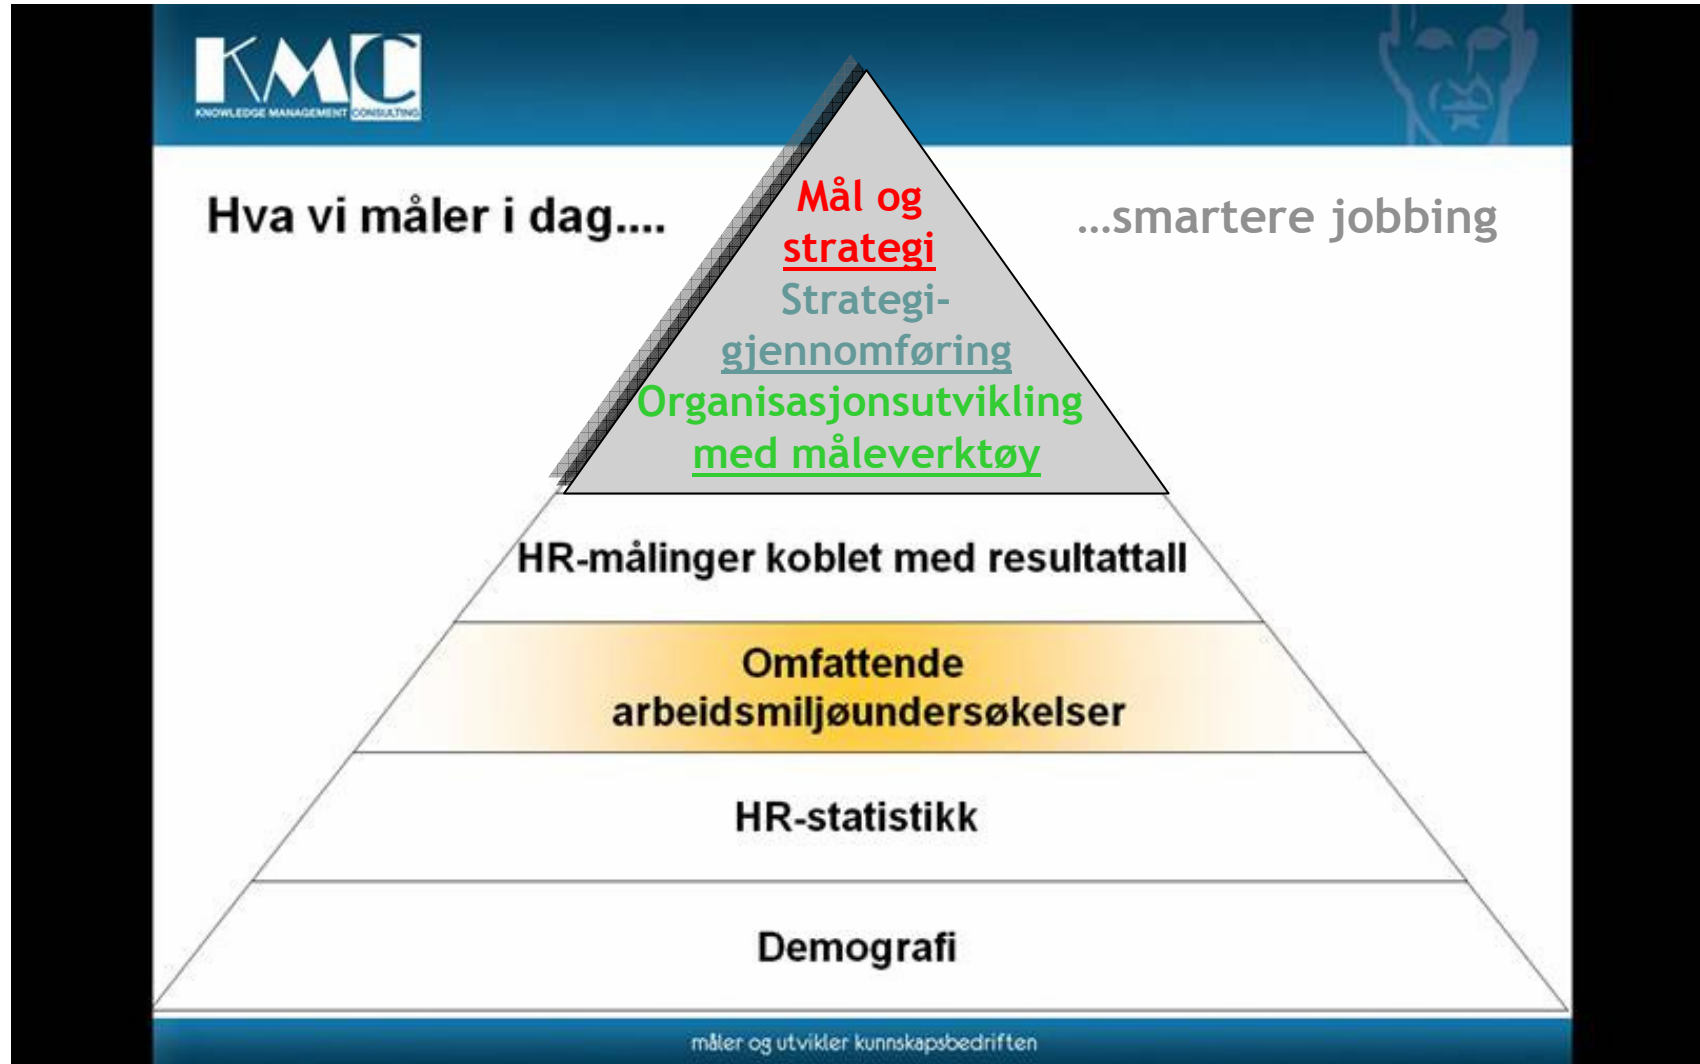 KMC
KNOWLEDGE MANAGEMENT CONSULTING
Hva vi måler i dag....
...smartere jobbing
Mål og
strategi
Strategi-
gjennomføring
Organisasjonsutvikling
med måleverktøy
HR-målinger koblet med resultattall
Omfattende
arbeidsmiljøundersøkelser
HR-statistikk
Demografi
måler og utvikler kunnskapsbedriften